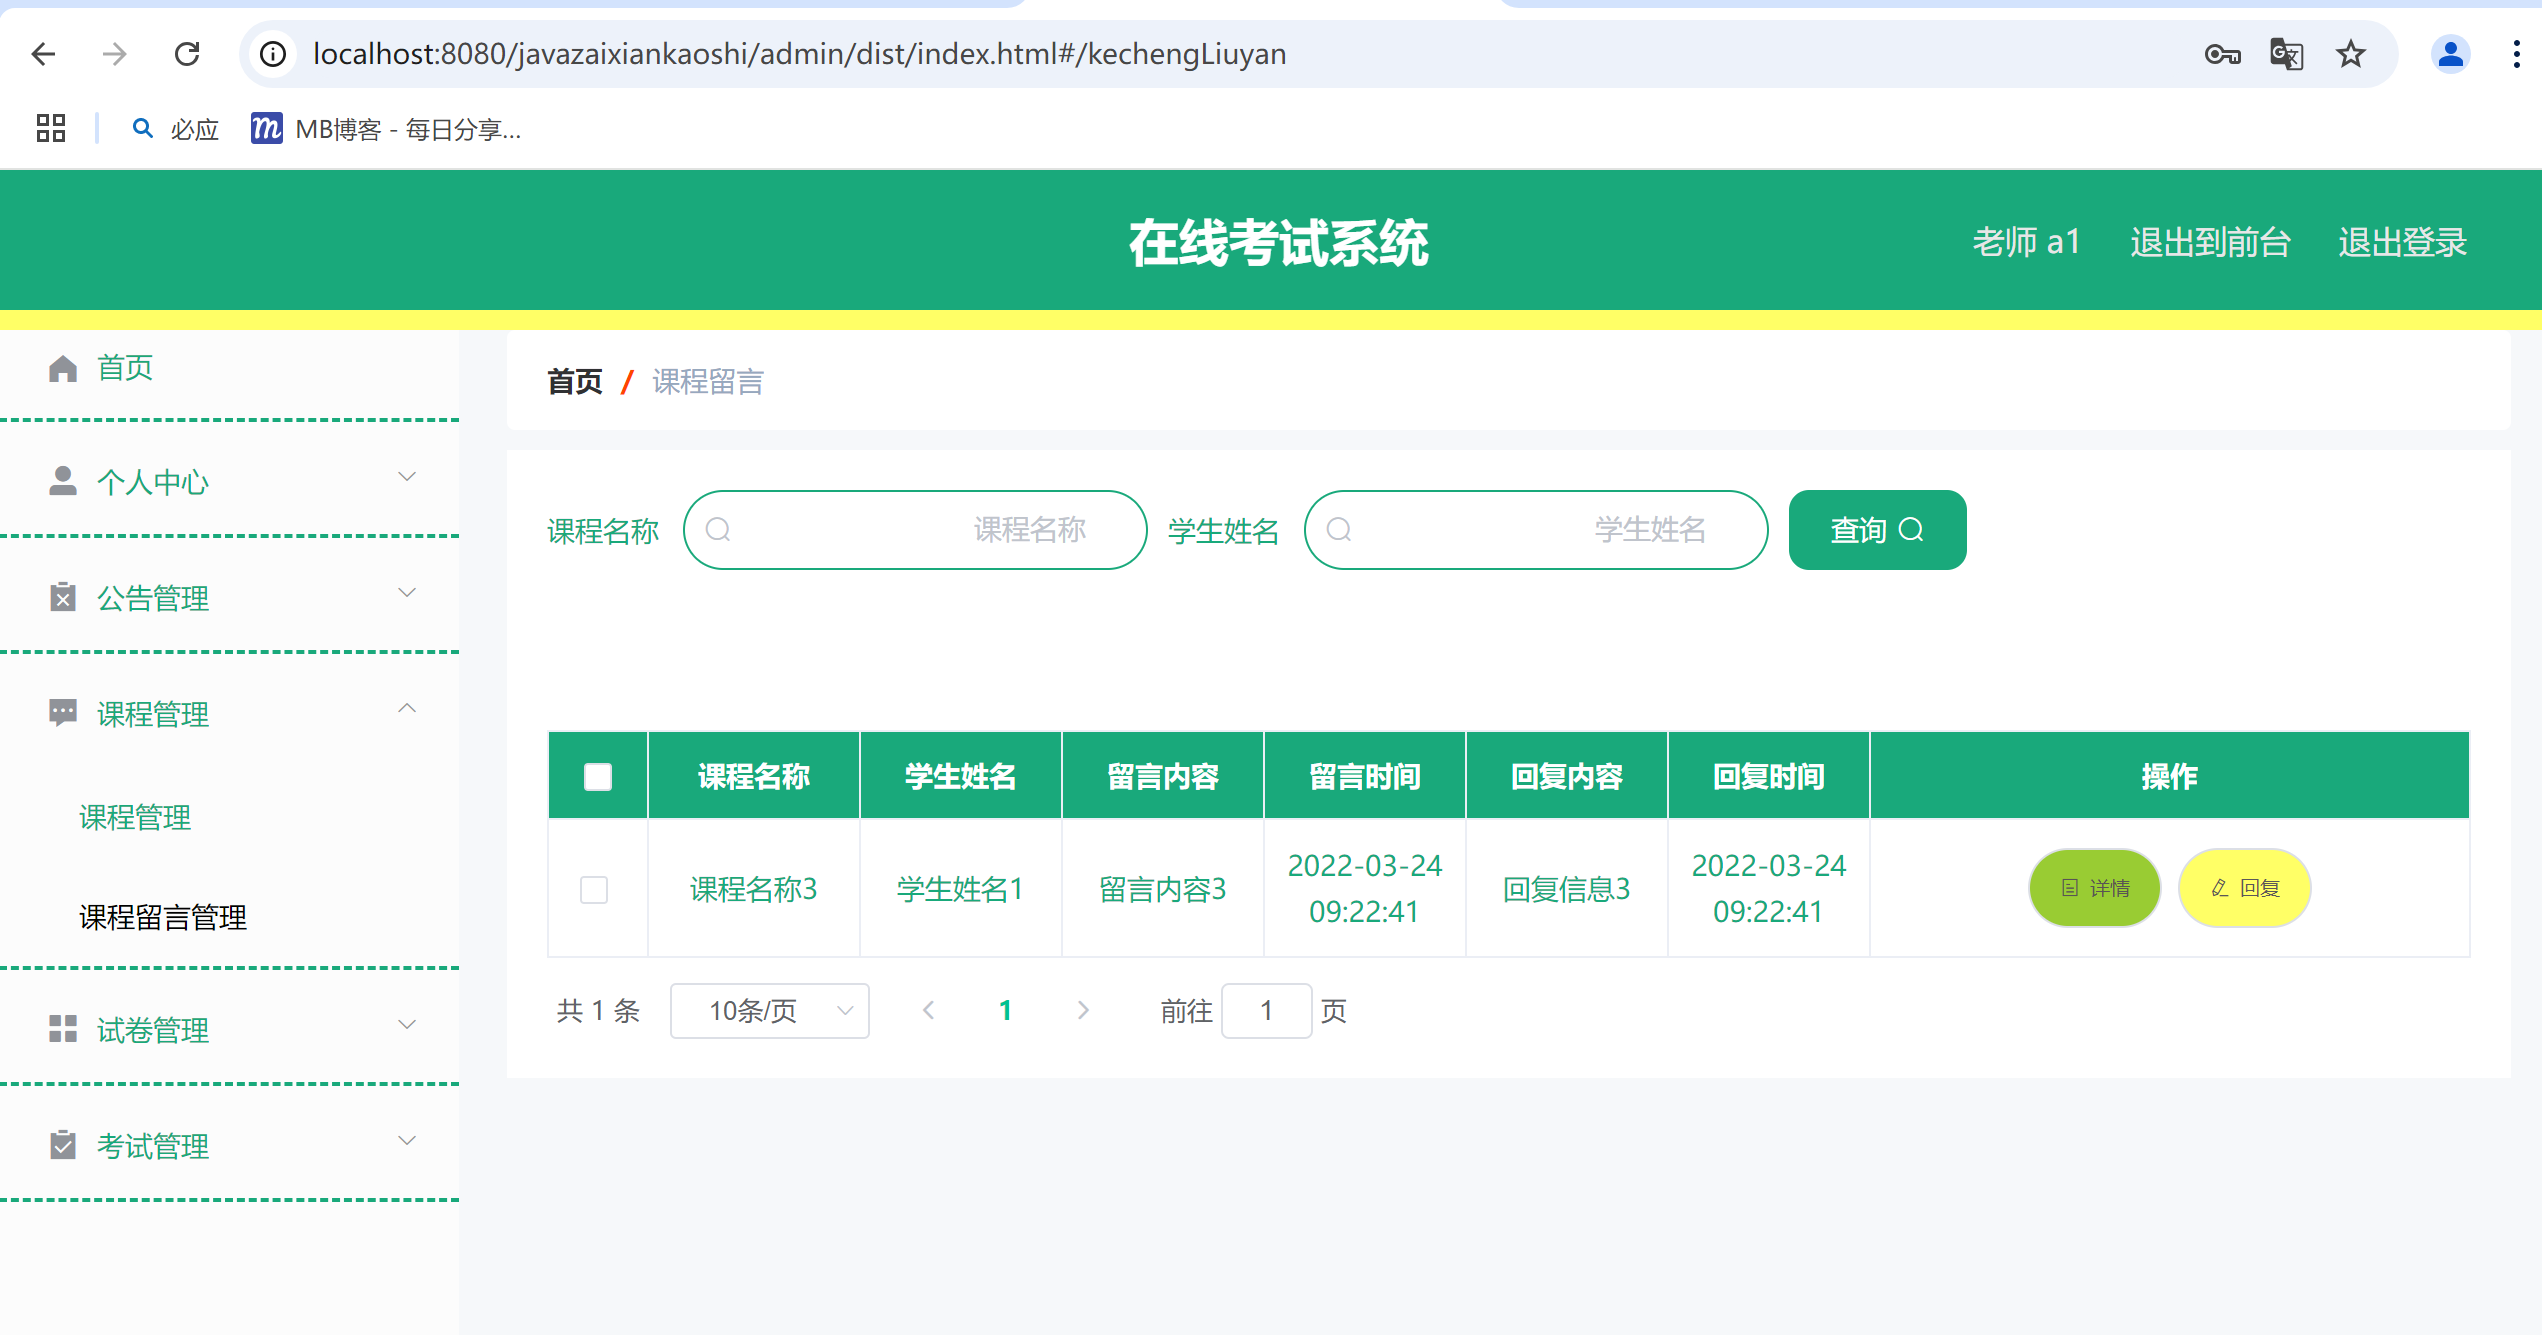 localhost:8080/javazaixiankaoshi/admin/dist/index.html#/kechengLiuyan
必应
MB博客 - 每日分享...
在线考试系统
老师 a1 退出到前台 退出登录
首页
个人中心
公告管理
课程管理
课程管理
课程留言管理
试卷管理
考试管理
首页 / 课程留言
课程名称 课程名称 学生姓名 学生姓名 查询
课程名称 学生姓名 留言内容 留言时间 回复内容 回复时间 操作
课程名称3 学生姓名1 留言内容3 2022-03-24 09:22:41 回复信息3 2022-03-24 09:22:41 详情 回复
共 1 条 10条/页 1 前往 1 页